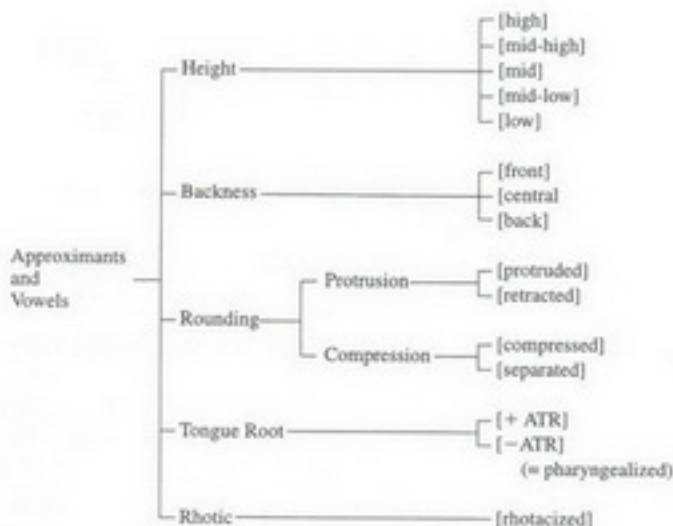 [high]
[mid-high]
Height
[mid]
[mid-low]
[low]
[front]
Backness
[central
[back]
Approximants
and
Vowels
Rounding
Protrusion
[protruded]
[retracted]
Compression
[compressed]
[separated]
Tongue Root
[+ ATR]
[−ATR]
(= pharyngealized)
Rhotic
[rhotacized]